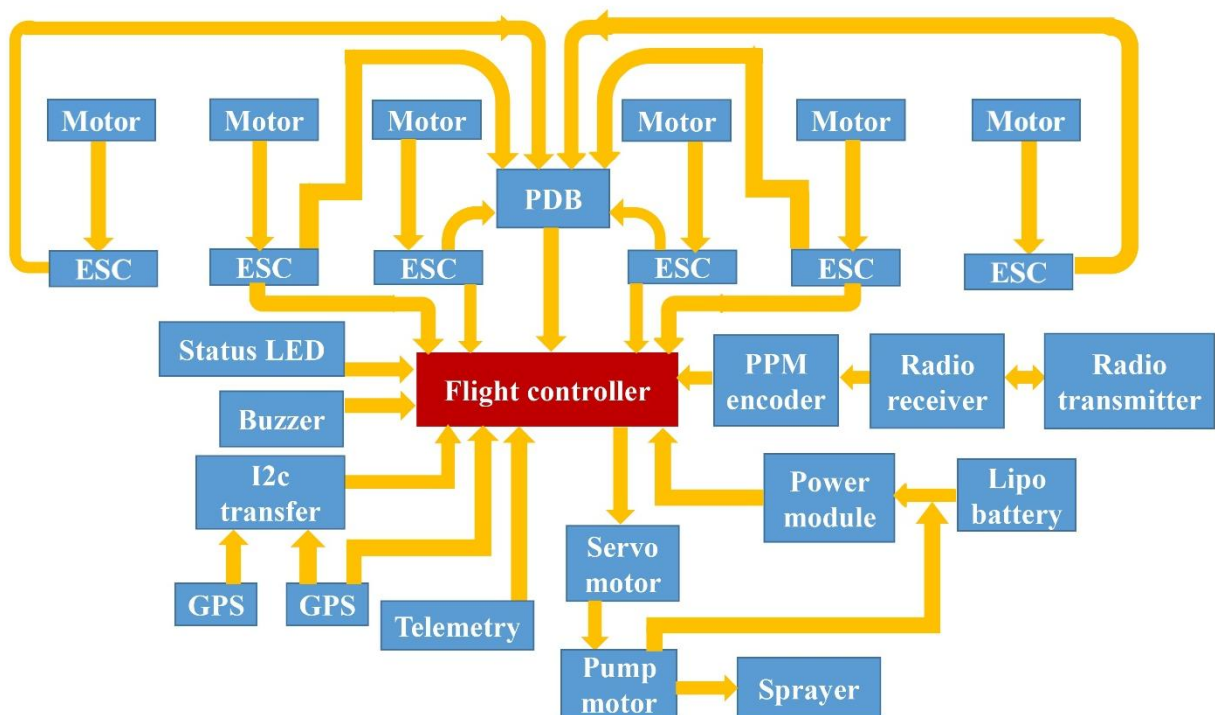 Motor
Motor
Motor
Motor
Motor
Motor
PDB
ESC
ESC
ESC
ESC
ESC
ESC
Status LED
Flight controller
PPM
encoder
Radio
receiver
Radio
transmitter
Buzzer
I2c
transfer
Power
module
Lipo
battery
Servo
motor
GPS
GPS
Telemetry
Pump
motor
Sprayer